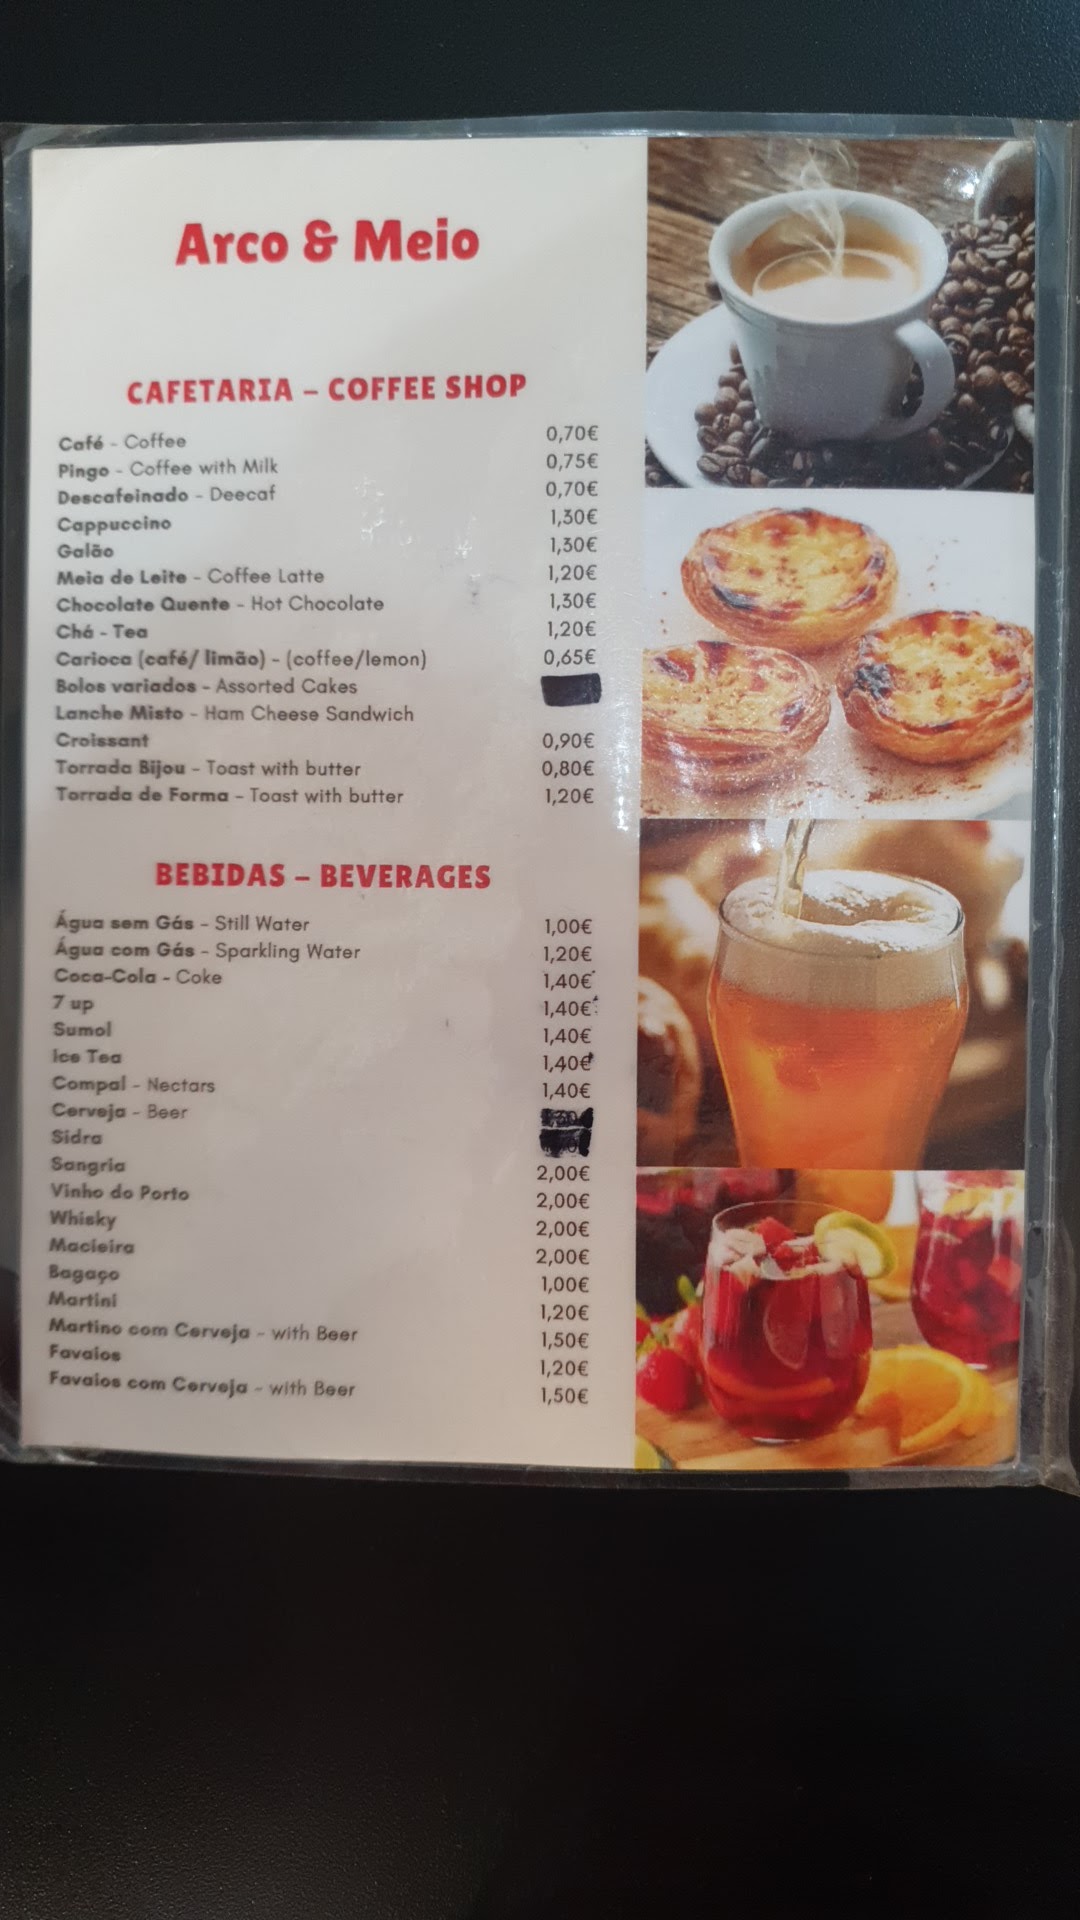 Arco & Meio
CAFETARIA – COFFEE SHOP
Café - Coffee 0,70€
Pingo - Coffee with Milk 0,75€
Descafeinado - Deecaf 0,70€
Cappuccino 1,30€
Galão 1,30€
Meia de Leite - Coffee Latte 1,20€
Chocolate Quente - Hot Chocolate 1,30€
Chá - Tea 1,20€
Carioca (café/ limão) - (coffee/lemon) 0,65€
Bolos variados - Assorted Cakes
Lanche Misto - Ham Cheese Sandwich
Croissant 0,90€
Torrada Bijou - Toast with butter 0,80€
Torrada de Forma - Toast with butter 1,20€
BEBIDAS – BEVERAGES
Água sem Gás - Still Water 1,00€
Água com Gás - Sparkling Water 1,20€
Coca-Cola - Coke 1,40€
7 up 1,40€
Sumol 1,40€
Ice Tea 1,40€
Compal - Nectars 1,40€
Cerveja - Beer
Sidra
Sangria 2,00€
Vinho do Porto 2,00€
Whisky 2,00€
Macieira 2,00€
Bagaço 1,00€
Martini 1,20€
Martino com Cerveja - with Beer 1,50€
Favaios 1,20€
Favaios com Cerveja - with Beer 1,50€